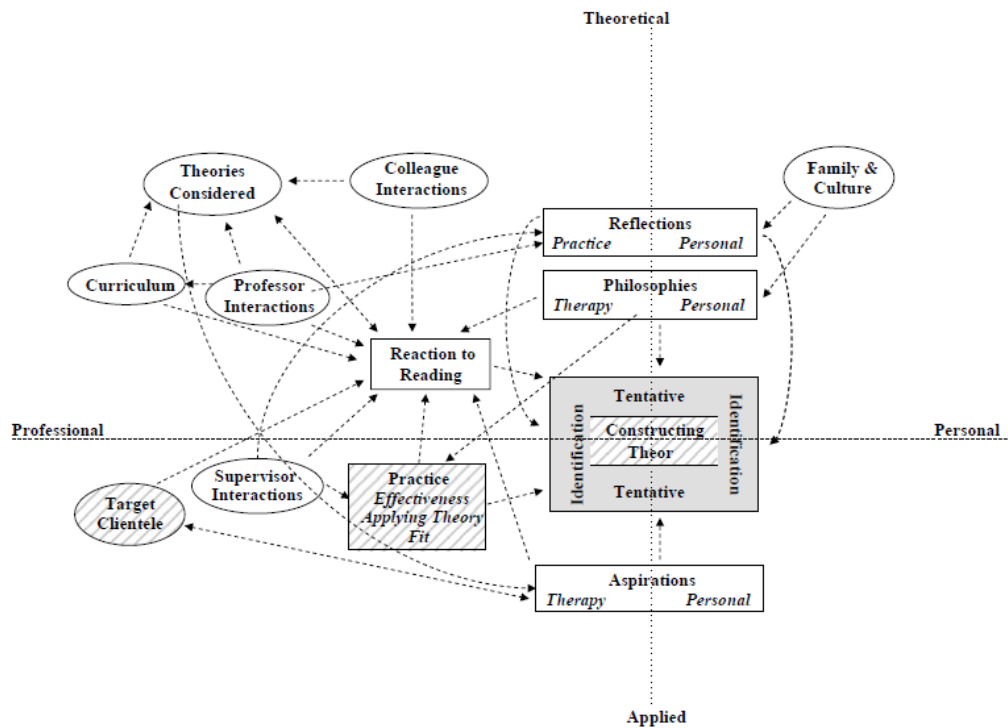 Theoretical
Theories
Considered
Colleague
Interactions
Family &
Culture
Reflections
Practice Personal
Curriculum
Professor
Interactions
Philosophies
Therapy Personal
Reaction to
Reading
Tentative
Identification
Constructing
Theor
Identification
Tentative
Professional
Personal
Supervisor
Interactions
Practice
Effectiveness
Applying Theory
Fit
Target
Clientele
Aspirations
Therapy Personal
Applied